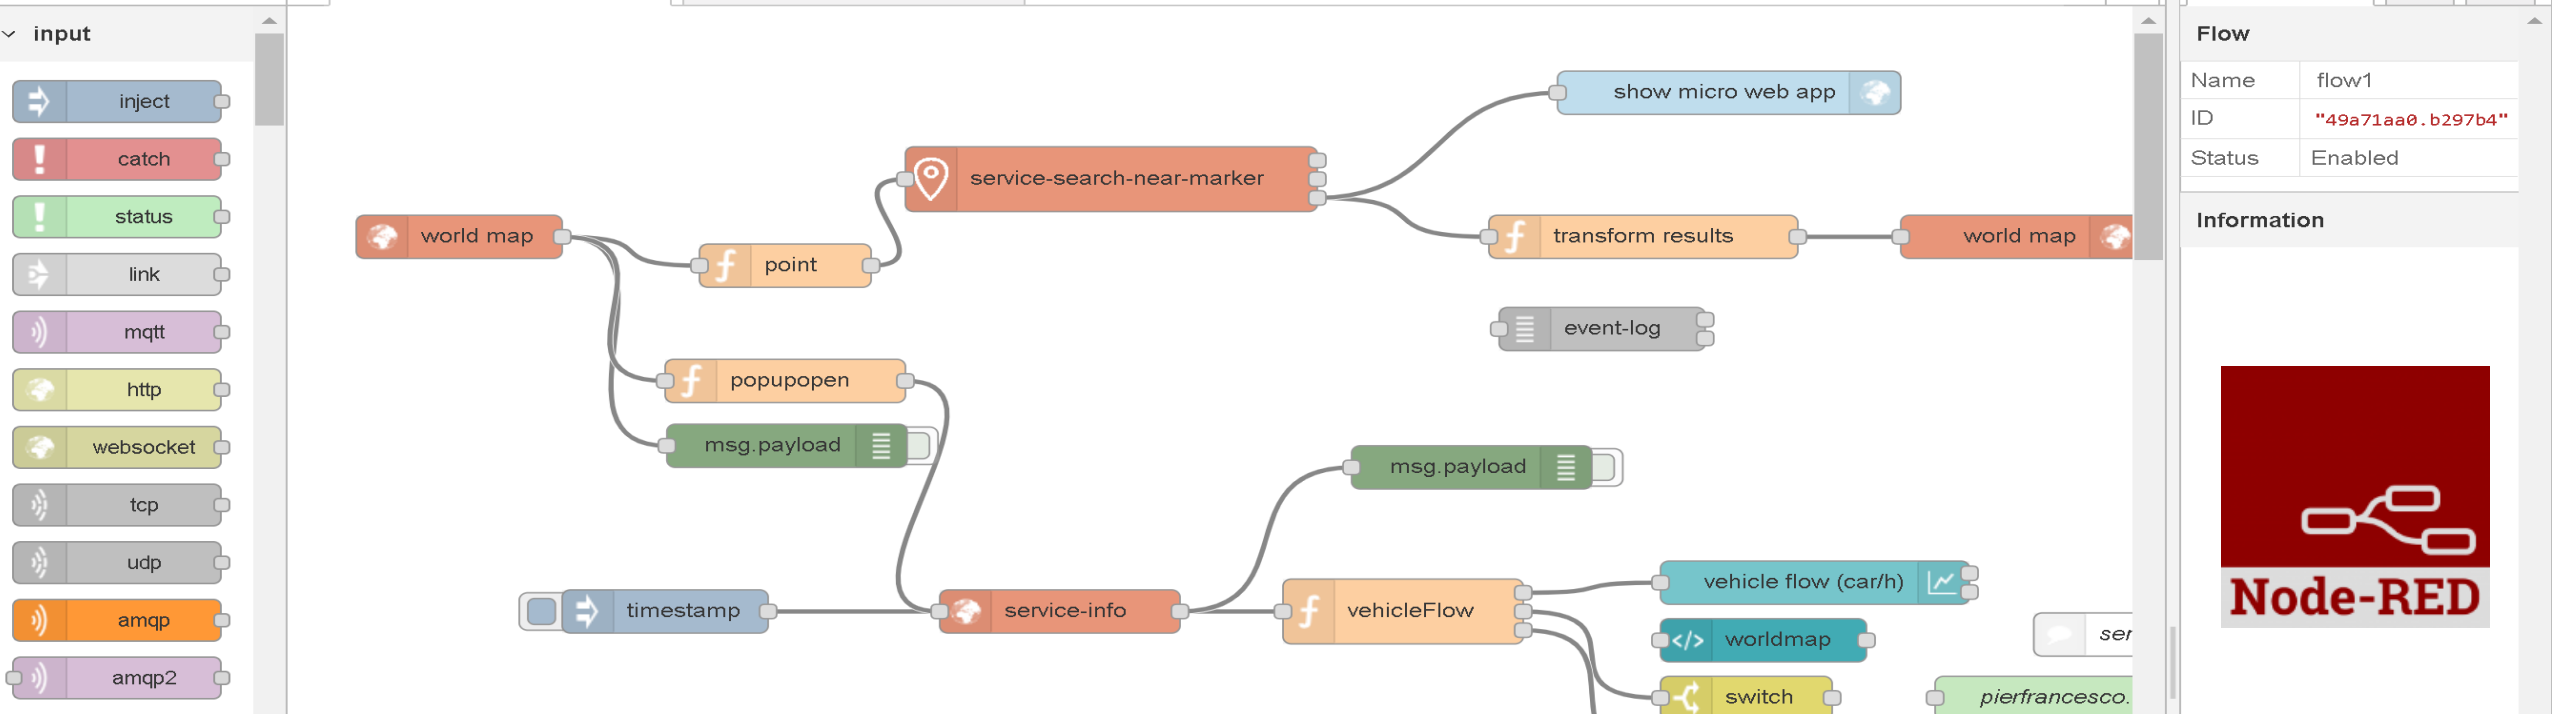 input
inject
catch
status
link
mqtt
http
websocket
tcp
udp
amqp
amqp2
show micro web app
service-search-near-marker
world map
point
transform results
world map
event-log
popupopen
msg.payload
msg.payload
timestamp
service-info
vehicleFlow
vehicle flow (car/h)
worldmap
switch
pierfrancesco.
Flow
Name flow1
ID "49a71aa0.b297b4"
Status Enabled
Information
Node-RED